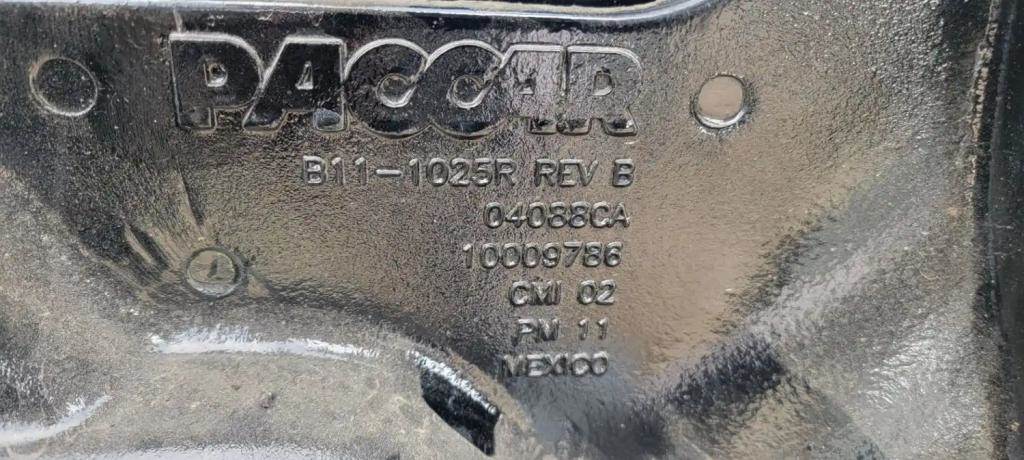 PACCAR
B11-1025R REV B
04088CA
10009786
CMI 02
PM 11
MEXICO